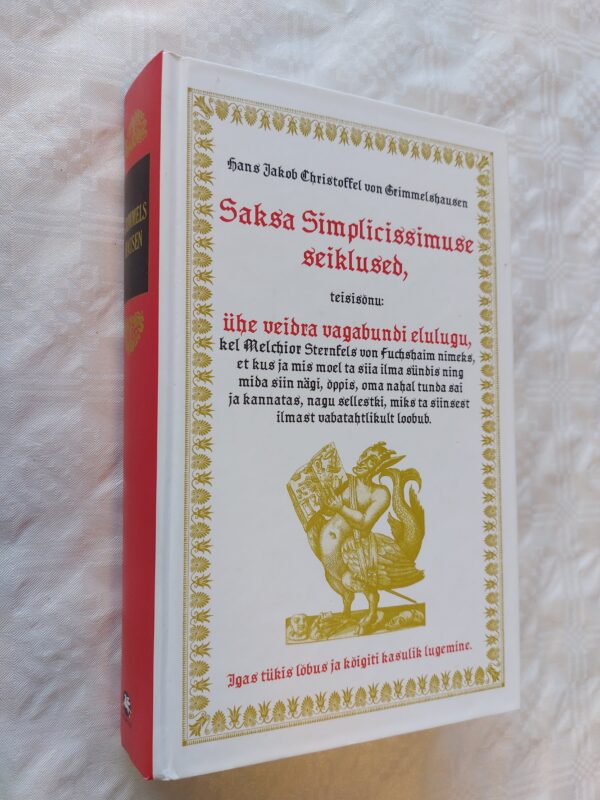 Hans Jakob Christoffel von Grimmelshausen
Saksa Simplicissimuse
seiklused,
teisisõnu:
ühe veidra vagabundi elulugu,
kel Melchior Sternfels von Fuchshaim nimeks,
et kus ja mis moel ta siia ilma sündis ning
mida siin nägi, õppis, oma nahal tunda sai
ja kannatas, nagu sellestki, miks ta siinsest
ilmast vabatahtlikult loobub.
Igas tükis lõbus ja kõigiti kasulik lugemine.